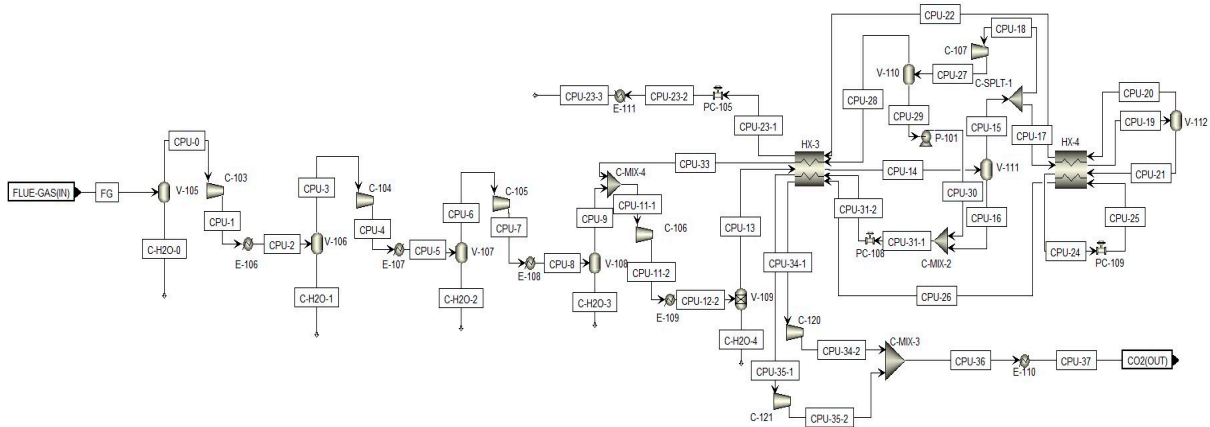 CPU-22
CPU-18
C-107
CPU-20
V-110
CPU-27
C-SPLT-1
CPU-23-3
CPU-23-2
CPU-28
CPU-19
V-112
E-111
PC-105
CPU-29
CPU-15
CPU-17
HX-4
CPU-23-1
HX-3
P-101
CPU-0
CPU-33
CPU-14
V-111
CPU-21
CPU-3
C-MIX-4
FLUE-GAS(IN)
FG
V-105
C-103
C-104
CPU-6
C-105
CPU-9
CPU-11-1
CPU-30
CPU-31-2
CPU-16
CPU-25
CPU-1
CPU-4
CPU-7
C-106
CPU-13
CPU-31-1
CPU-2
V-106
CPU-5
V-107
PC-108
C-MIX-2
CPU-24
PC-109
E-106
E-107
CPU-8
V-108
CPU-11-2
CPU-34-1
E-108
C-H2O-0
C-H2O-1
C-H2O-2
C-H2O-3
CPU-12-2
V-109
CPU-26
E-109
C-120
C-H2O-4
CPU-34-2
C-MIX-3
CPU-35-1
CPU-36
CPU-37
CO2(OUT)
E-110
C-121
CPU-35-2